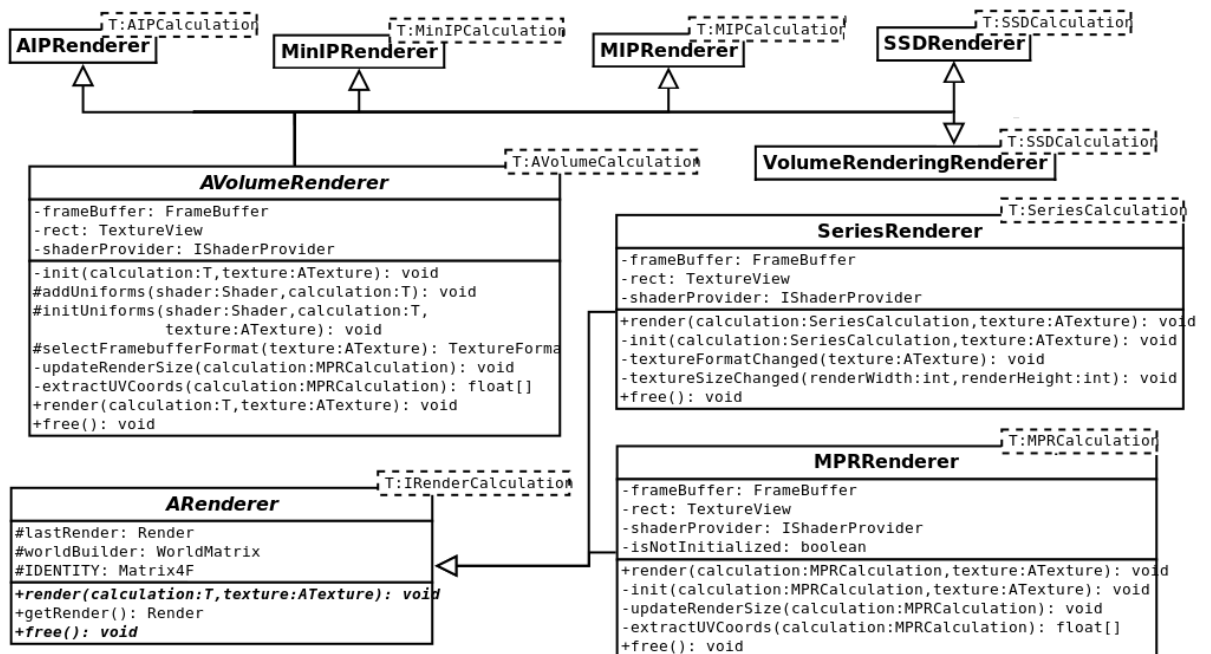 T:AIPCalculation
AIPRenderer
T:MinIPCalculation
MinIPRenderer
T:MIPCalculation
MIPRenderer
T:SSDCalculation
SSDRenderer
T:SSDCalculation
VolumeRenderingRenderer
T:AVolumeCalculation
AVolumeRenderer
-frameBuffer: FrameBuffer
-rect: TextureView
-shaderProvider: IShaderProvider
-init(calculation:T,texture:ATexture): void
#addUniforms(shader:Shader,calculation:T): void
#initUniforms(shader:Shader,calculation:T,
texture:ATexture): void
#selectFramebufferFormat(texture:ATexture): TextureForma
-updateRenderSize(calculation:MPRCalculation): void
-extractUVCoords(calculation:MPRCalculation): float[]
+render(calculation:T,texture:ATexture): void
+free(): void
T:SeriesCalculation
SeriesRenderer
-frameBuffer: FrameBuffer
-rect: TextureView
-shaderProvider: IShaderProvider
+render(calculation:SeriesCalculation,texture:ATexture): void
-init(calculation:SeriesCalculation,texture:ATexture): void
-textureFormatChanged(texture:ATexture): void
-textureSizeChanged(renderWidth:int,renderHeight:int): void
+free(): void
T:IRenderCalculation
ARenderer
#lastRender: Render
#worldBuilder: WorldMatrix
#IDENTITY: Matrix4F
+render(calculation:T,texture:ATexture): void
+getRender(): Render
+free(): void
T:MPRCalculation
MPRRenderer
-frameBuffer: FrameBuffer
-rect: TextureView
-shaderProvider: IShaderProvider
-isNotInitialized: boolean
+render(calculation:MPRCalculation,texture:ATexture): void
-init(calculation:MPRCalculation,texture:ATexture): void
-updateRenderSize(calculation:MPRCalculation): void
-extractUVCoords(calculation:MPRCalculation): float[]
+free(): void